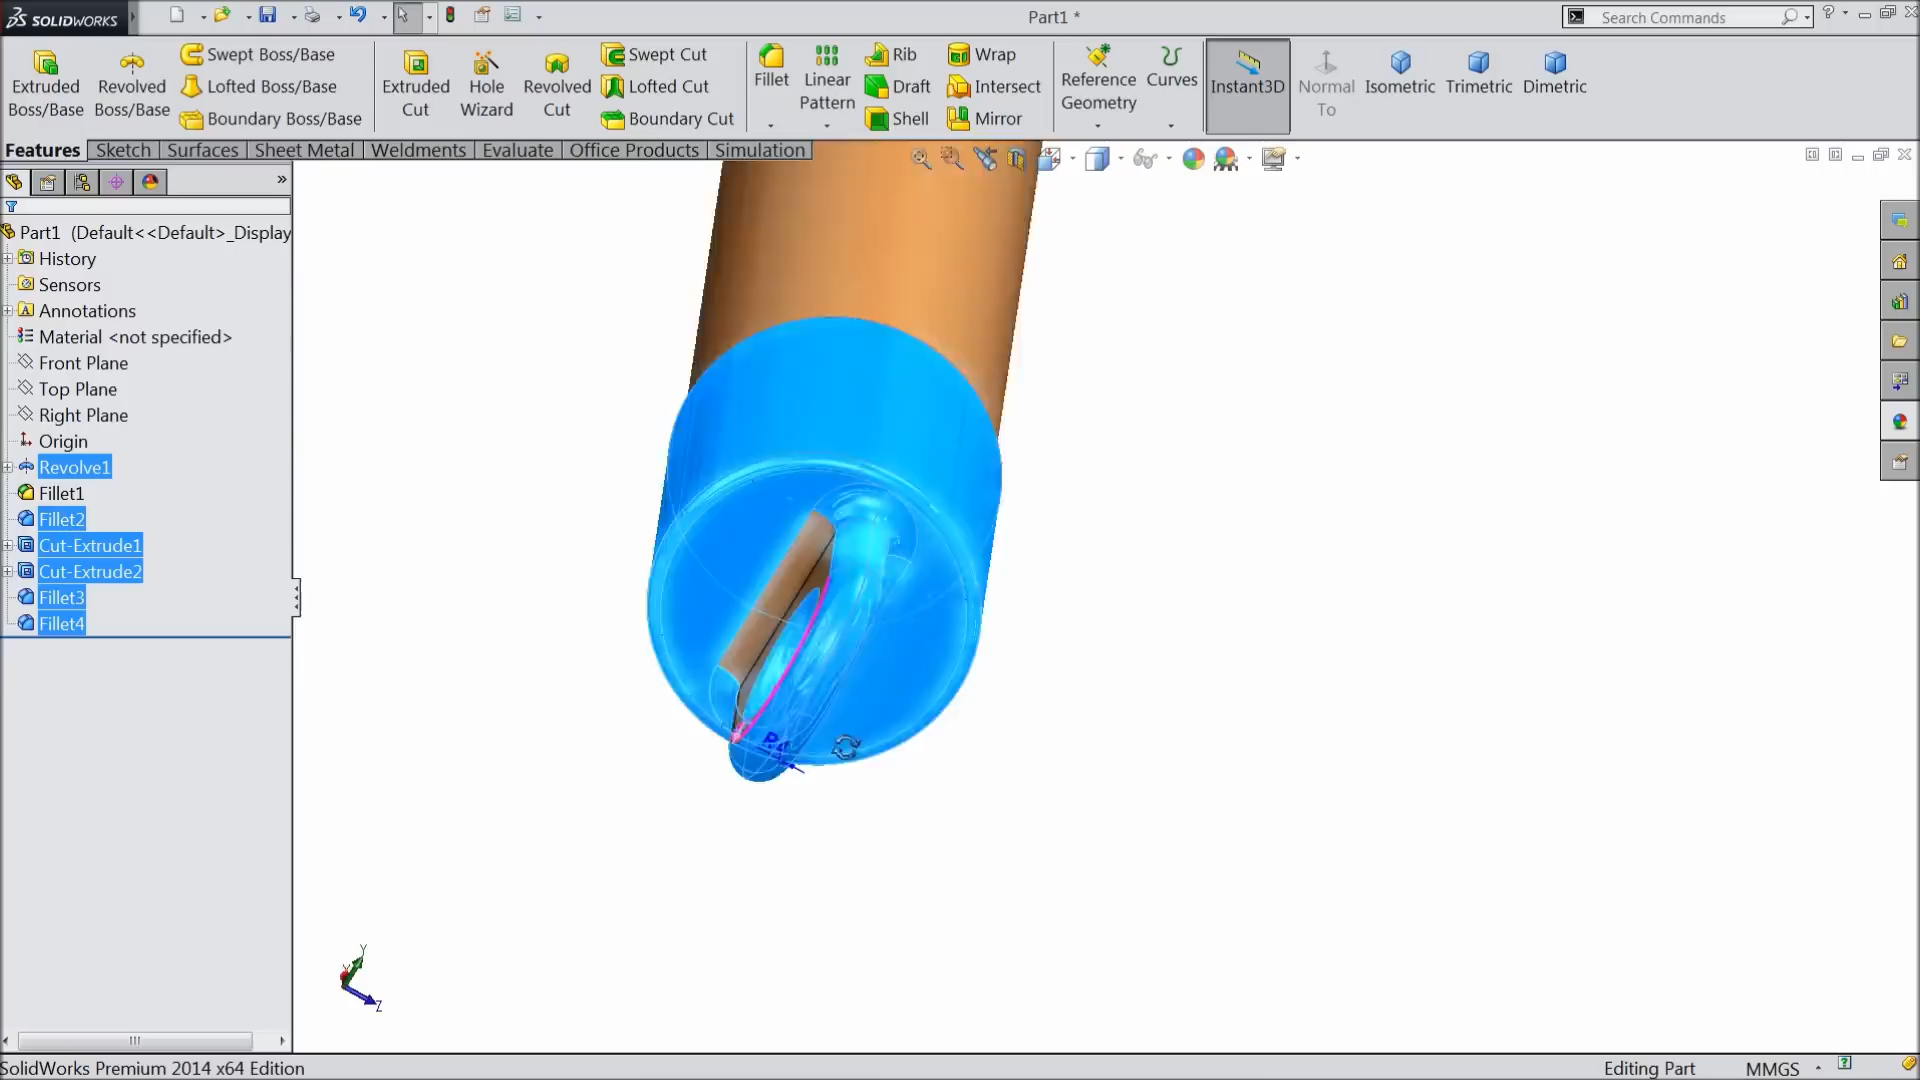 SOLIDWORKS
Part1 *
Search Commands
Extruded Boss/Base
Revolved Boss/Base
Swept Boss/Base
Lofted Boss/Base
Boundary Boss/Base
Extruded Cut
Hole Wizard
Revolved Cut
Swept Cut
Lofted Cut
Boundary Cut
Fillet
Linear Pattern
Rib
Draft
Shell
Wrap
Intersect
Mirror
Reference Geometry
Curves
Instant3D
Normal To
Isometric
Trimetric
Dimetric
Features
Sketch
Surfaces
Sheet Metal
Weldments
Evaluate
Office Products
Simulation
Part1 (Default<<Default>_Display
History
Sensors
Annotations
Material <not specified>
Front Plane
Top Plane
Right Plane
Origin
Revolve1
Fillet1
Fillet2
Cut-Extrude1
Cut-Extrude2
Fillet3
Fillet4
Y
Z
SolidWorks Premium 2014 x64 Edition
Editing Part
MMGS